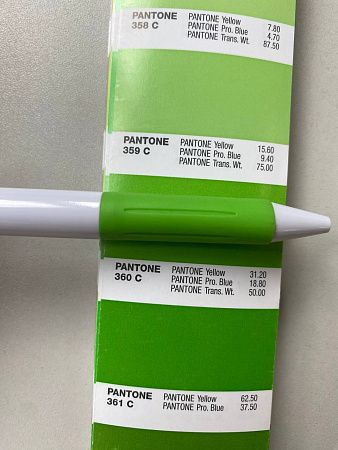 PANTONE
358 C
PANTONE Yellow 7.80
PANTONE Pro. Blue 4.70
PANTONE Trans. Wt. 87.50
PANTONE
359 C
PANTONE Yellow 15.60
PANTONE Pro. Blue 9.40
PANTONE Trans. Wt. 75.00
PANTONE
360 C
PANTONE Yellow 31.20
PANTONE Pro. Blue 18.80
PANTONE Trans. Wt. 50.00
PANTONE
361 C
PANTONE Yellow 62.50
PANTONE Pro. Blue 37.50